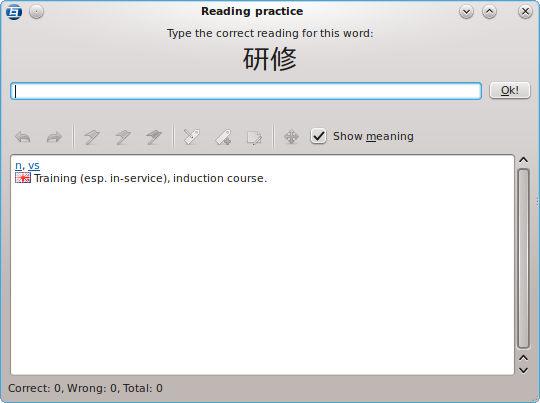 Reading practice
Type the correct reading for this word:
研修
Ok!
Show meaning
n, vs
Training (esp. in-service), induction course.
Correct: 0, Wrong: 0, Total: 0